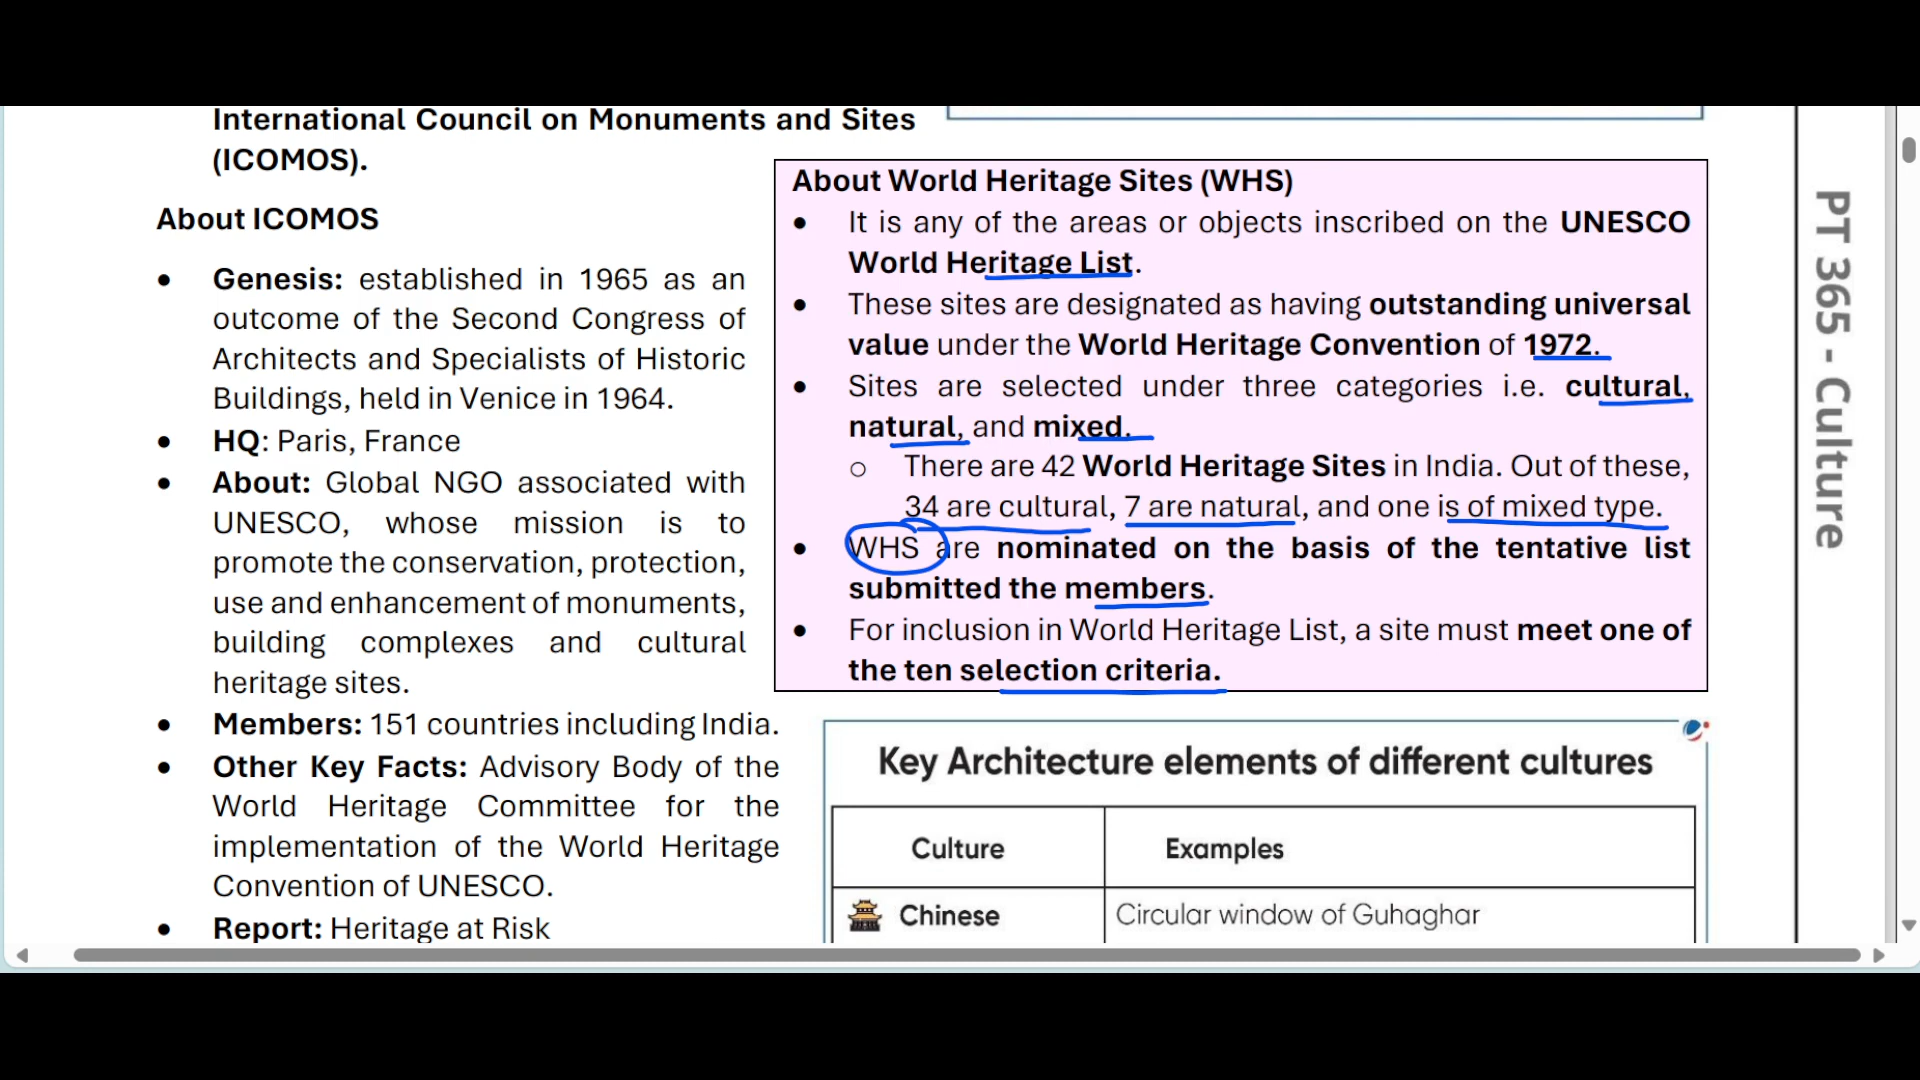 International Council on Monuments and Sites
(ICOMOS).
About ICOMOS
• Genesis: established in 1965 as an
outcome of the Second Congress of
Architects and Specialists of Historic
Buildings, held in Venice in 1964.
• HQ: Paris, France
• About: Global NGO associated with
UNESCO, whose mission is to
promote the conservation, protection,
use and enhancement of monuments,
building complexes and cultural
heritage sites.
• Members: 151 countries including India.
• Other Key Facts: Advisory Body of the
World Heritage Committee for the
implementation of the World Heritage
Convention of UNESCO.
• Report: Heritage at Risk
About World Heritage Sites (WHS)
• It is any of the areas or objects inscribed on the UNESCO
World Heritage List.
• These sites are designated as having outstanding universal
value under the World Heritage Convention of 1972.
• Sites are selected under three categories i.e. cultural,
natural, and mixed.
○ There are 42 World Heritage Sites in India. Out of these,
34 are cultural, 7 are natural, and one is of mixed type.
• WHS are nominated on the basis of the tentative list
submitted the members.
• For inclusion in World Heritage List, a site must meet one of
the ten selection criteria.
Key Architecture elements of different cultures
Culture Examples
Chinese Circular window of Guhaghar
PT 365 - Culture